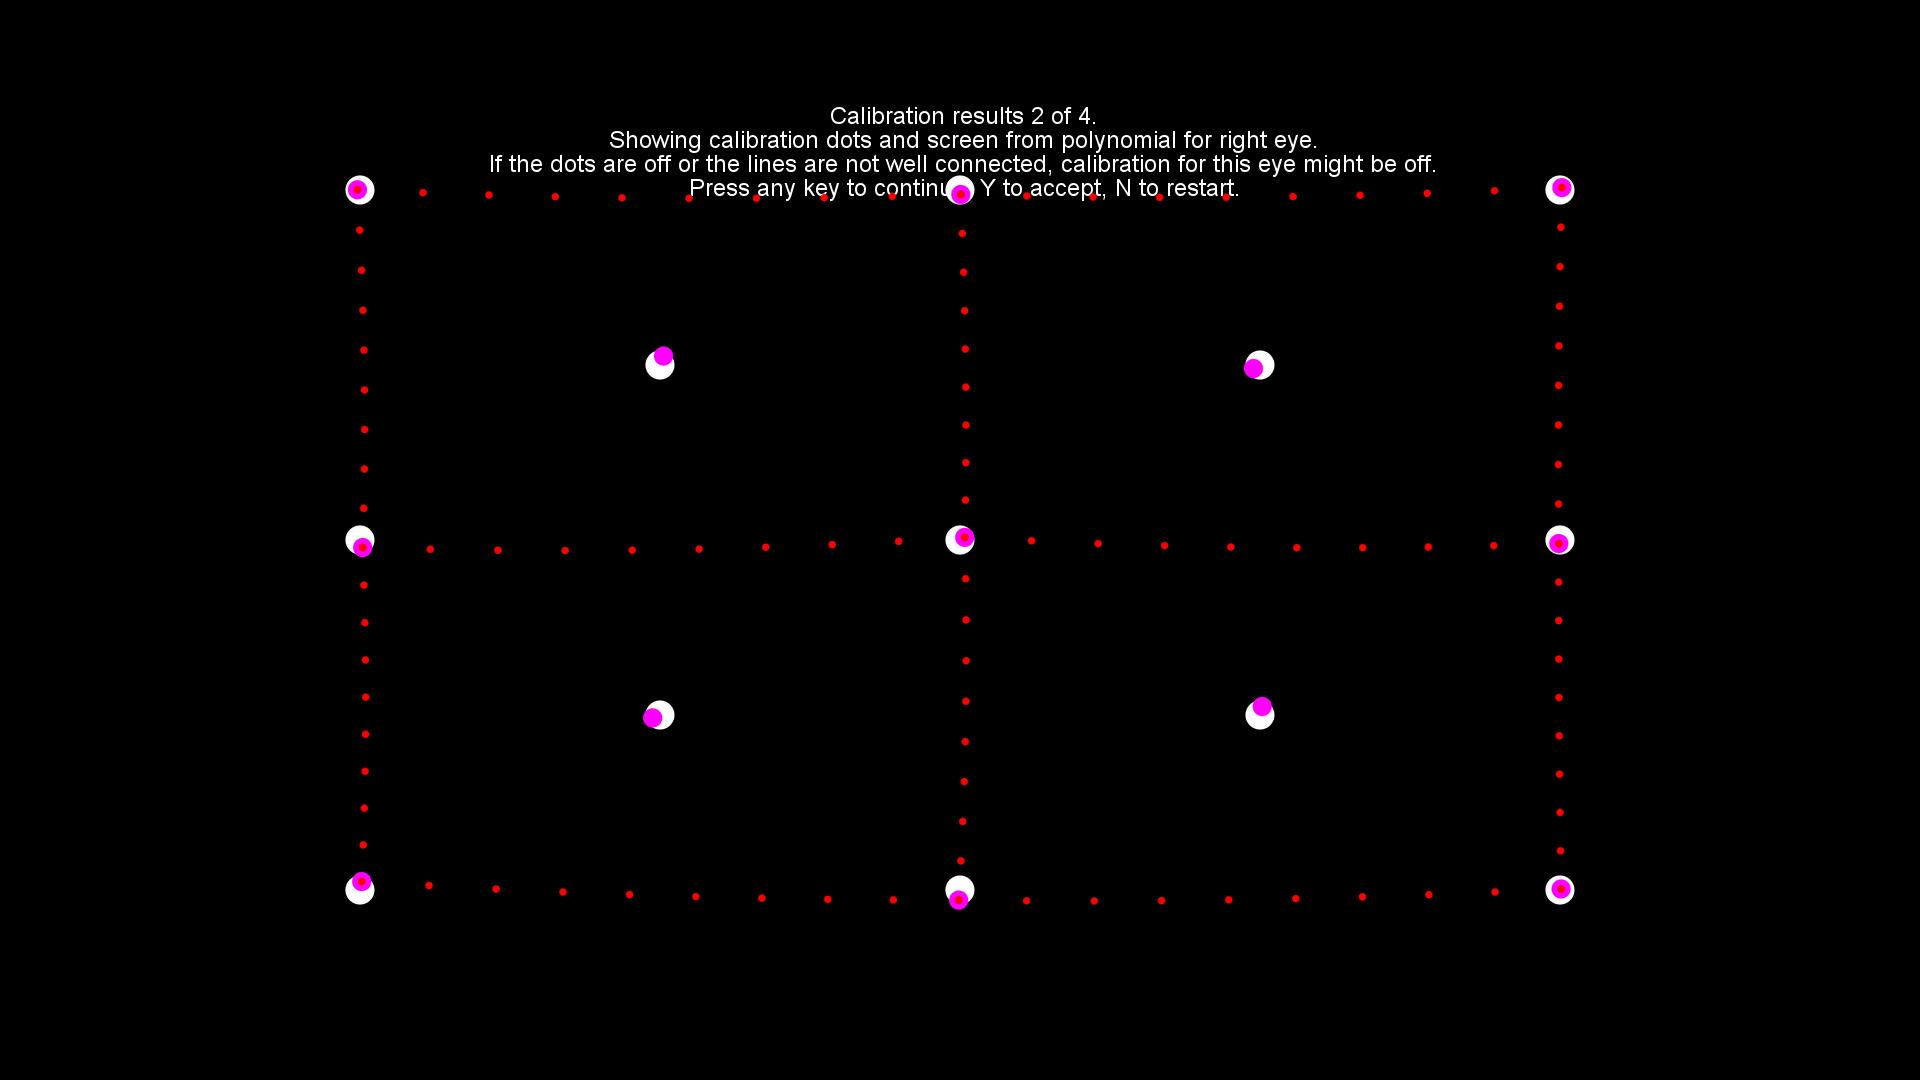 Calibration results 2 of 4.
Showing calibration dots and screen from polynomial for right eye.
If the dots are off or the lines are not well connected, calibration for this eye might be off.
Press any key to continu Y to accept, N to restart.